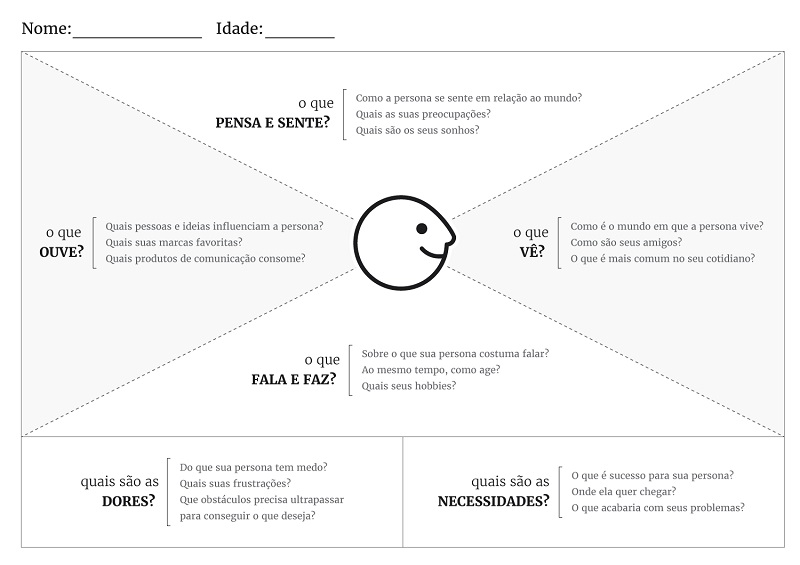 Nome:_______________ Idade:________
o que
PENSA E SENTE?
Como a persona se sente em relação ao mundo?
Quais as suas preocupações?
Quais são os seus sonhos?
o que
OUVE?
Quais pessoas e ideias influenciam a persona?
Quais suas marcas favoritas?
Quais produtos de comunicação consome?
o que
VÊ?
Como é o mundo em que a persona vive?
Como são seus amigos?
O que é mais comum no seu cotidiano?
o que
FALA E FAZ?
Sobre o que sua persona costuma falar?
Ao mesmo tempo, como age?
Quais seus hobbies?
quais são as
DORES?
Do que sua persona tem medo?
Quais suas frustrações?
Que obstáculos precisa ultrapassar
para conseguir o que deseja?
quais são as
NECESSIDADES?
O que é sucesso para sua persona?
Onde ela quer chegar?
O que acabaria com seus problemas?